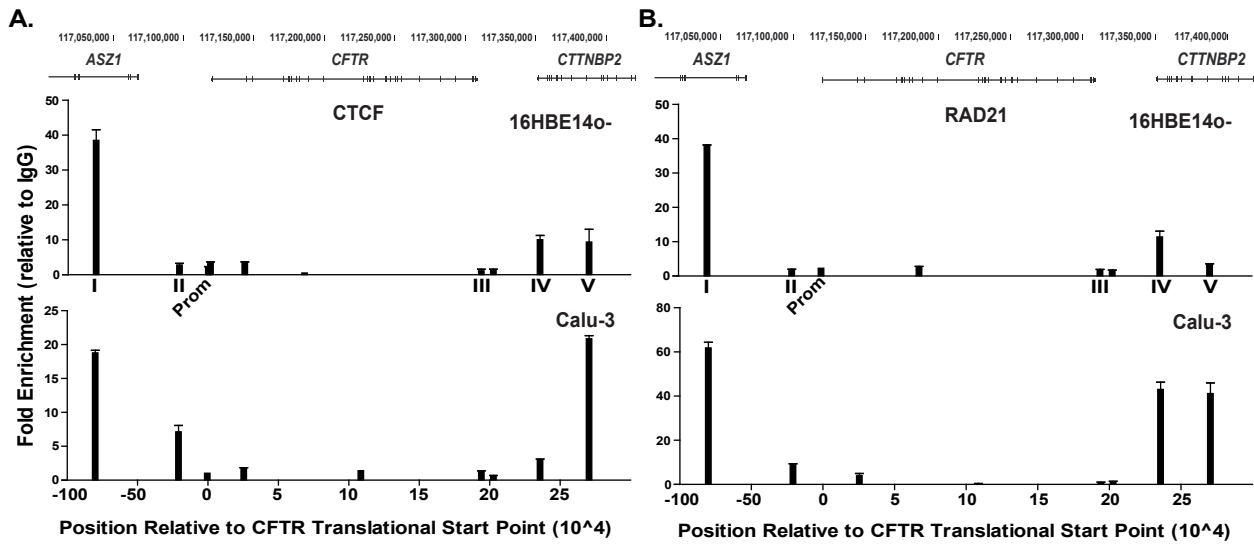 A.
117,050,000 117,100,000 117,150,000 117,200,000 117,250,000 117,300,000 117,350,000 117,400,000
ASZ1 CFTR CTTNBP2
CTCF
16HBE14o-
50
40
30
20
10
0
I II Prom III IV V
Calu-3
25
20
15
10
5
0
-100 -50 0 5 10 15 20 25
Fold Enrichment (relative to IgG)
Position Relative to CFTR Translational Start Point (10^4)
B.
117,050,000 117,100,000 117,150,000 117,200,000 117,250,000 117,300,000 117,350,000 117,400,000
ASZ1 CFTR CTTNBP2
RAD21
16HBE14o-
50
40
30
20
10
0
I II Prom III IV V
Calu-3
80
60
40
20
0
-100 -50 0 5 10 15 20 25
Position Relative to CFTR Translational Start Point (10^4)